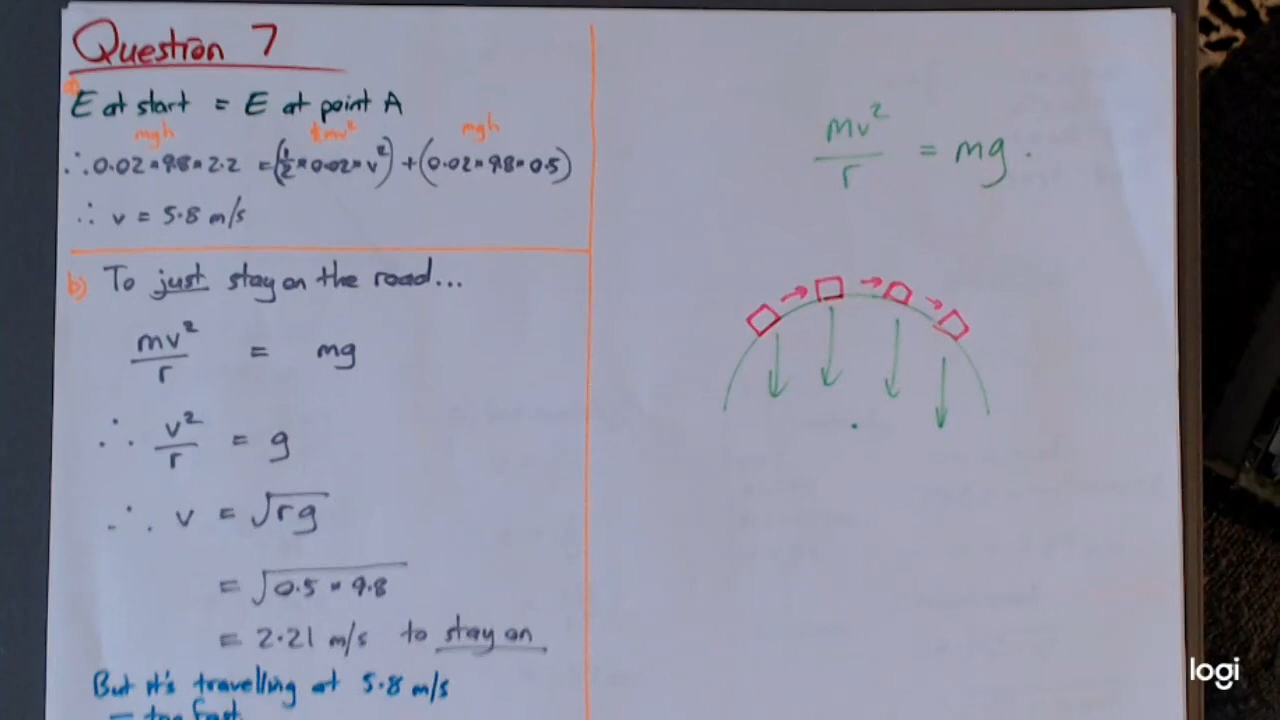 Question 7
a)
E at start = E at point A
mgh ½mv² mgh
∴ 0.02 × 9.8 × 2.2 = (½ × 0.02 × v²) + (0.02 × 9.8 × 0.5)
∴ v = 5.8 m/s
b) To just stay on the road...
mv²/r = mg
∴ v²/r = g
∴ v = √rg
= √0.5 × 9.8
= 2.21 m/s to stay on
But it's travelling at 5.8 m/s
= too fast
mv²/r = mg.
logi